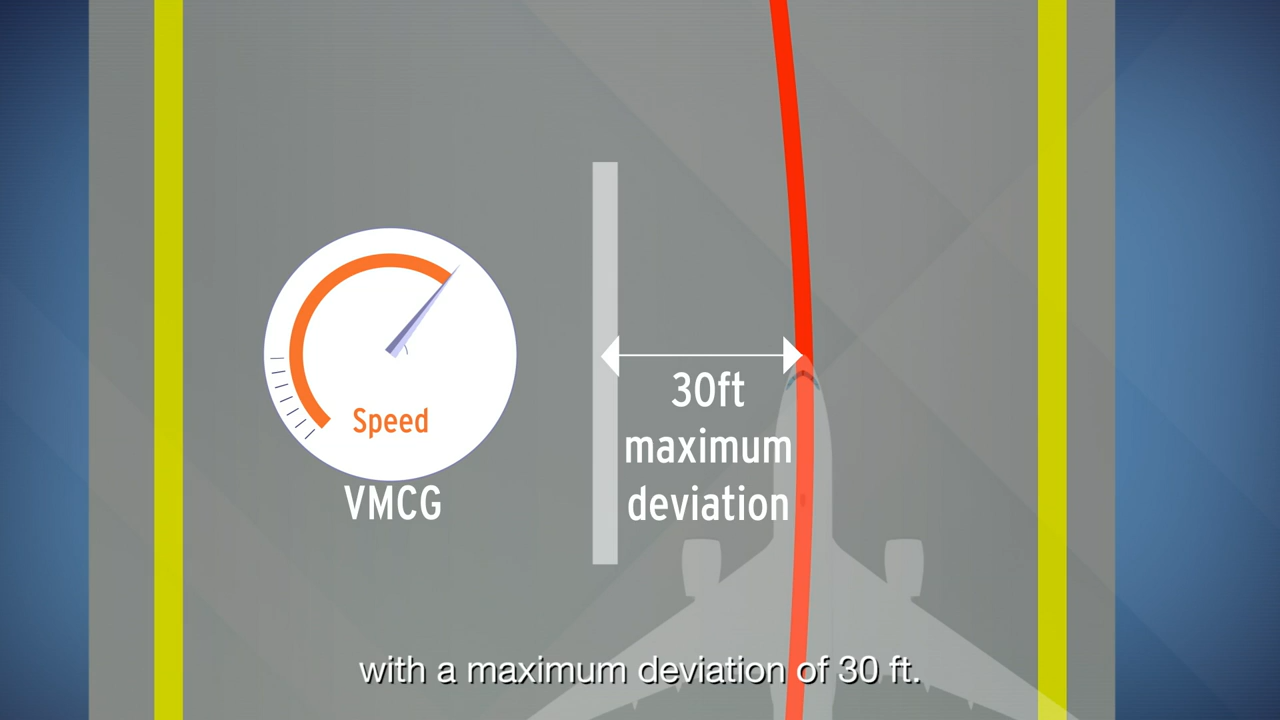 30ft
maximum
deviation
Speed
VMCG
with a maximum deviation of 30 ft.